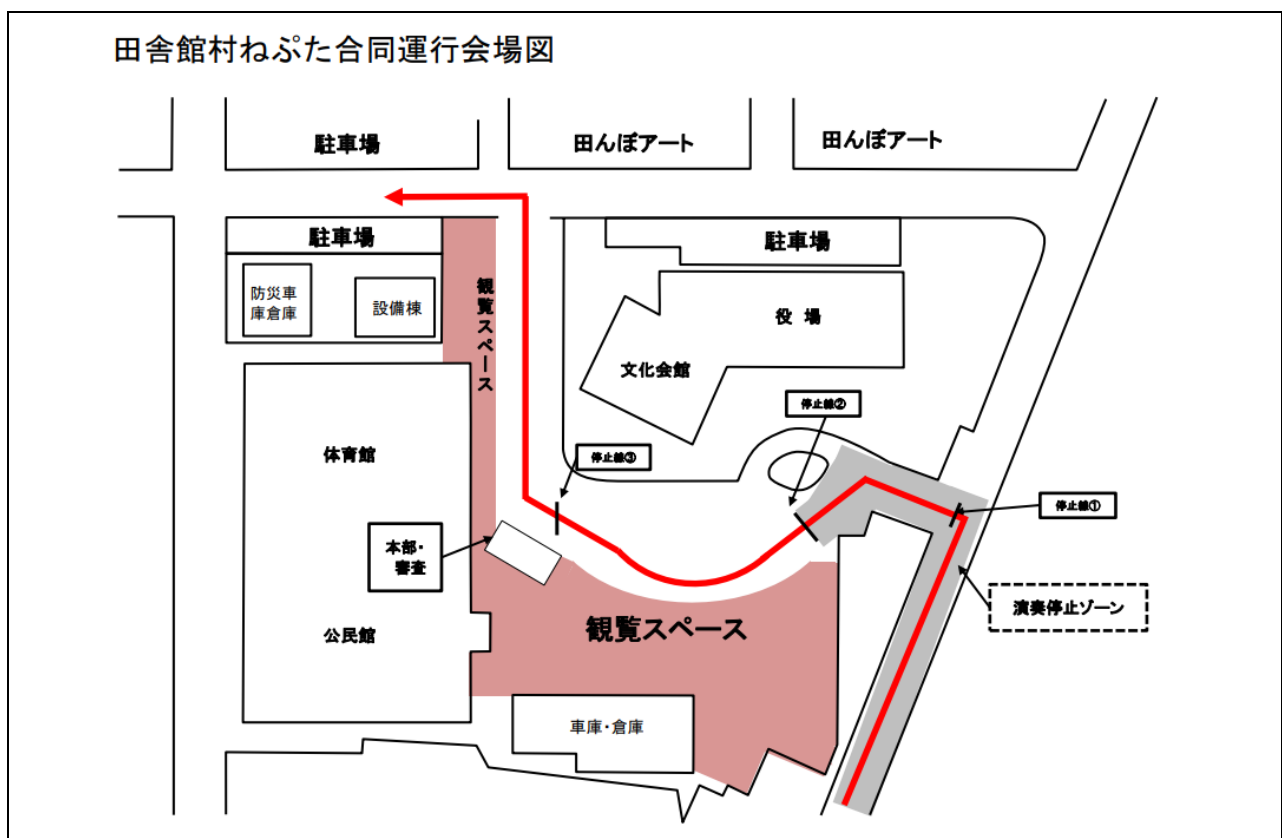 田舎館村ねぷた合同運行会場図
駐車場
田んぼアート
田んぼアート
駐車場
駐車場
防災車
庫倉庫
設備棟
観覧スペース
役 場
文化会館
停止線②
体育館
停止線③
停止線①
本部・
審査
演奏停止ゾーン
公民館
観覧スペース
車庫・倉庫